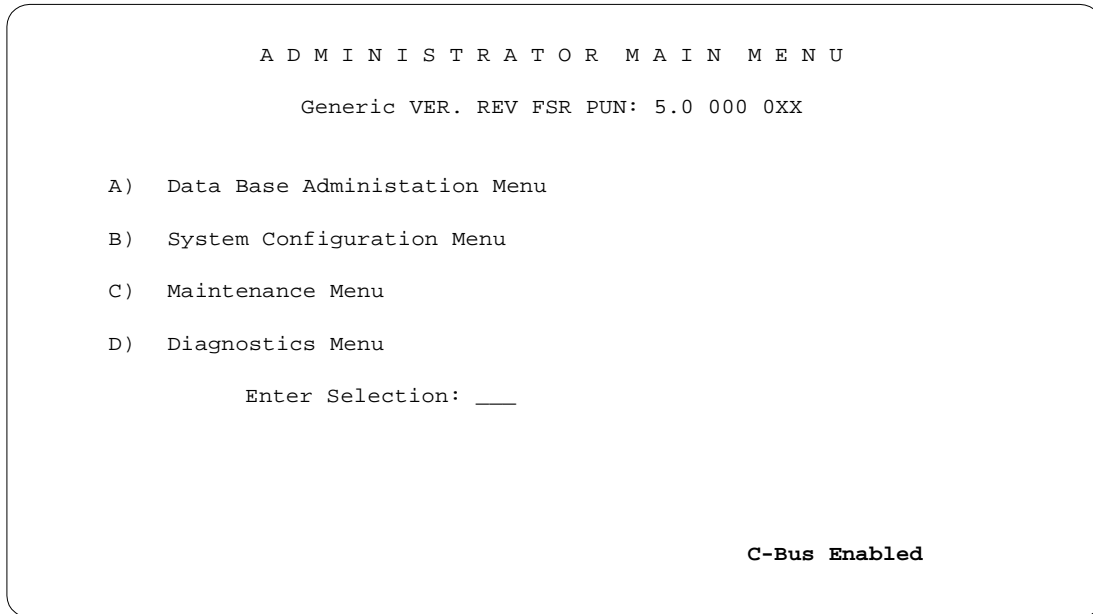 A D M I N I S T R A T O R  M A I N  M E N U
Generic VER. REV FSR PUN: 5.0 000 0XX
A)  Data Base Administation Menu
B)  System Configuration Menu
C)  Maintenance Menu
D)  Diagnostics Menu
Enter Selection: ___
C-Bus Enabled